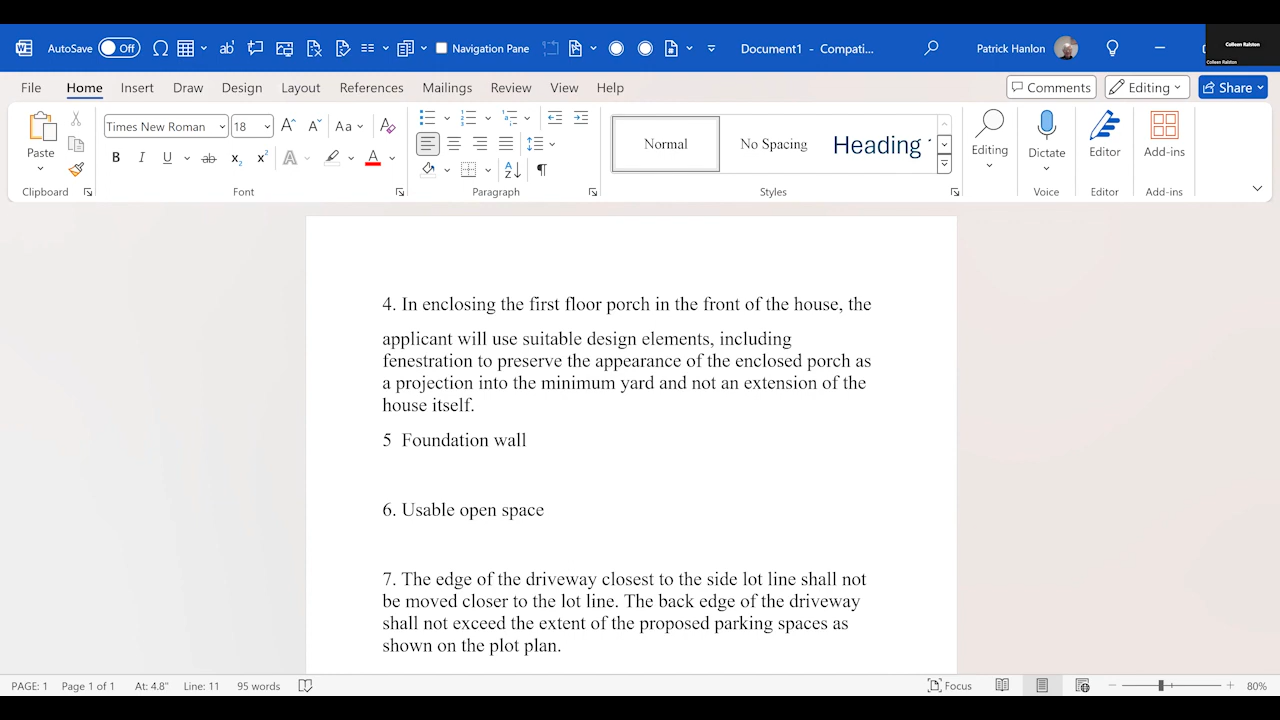 AutoSave Off Navigation Pane Document1 - Compati... Patrick Hanlon
Colleen Ralston
Colleen Ralston
File Home Insert Draw Design Layout References Mailings Review View Help Comments Editing Share
Paste Times New Roman 18 Normal No Spacing Heading 1 Editing Dictate Editor Add-ins
Clipboard Font Paragraph Styles Voice Editor Add-ins
4. In enclosing the first floor porch in the front of the house, the
applicant will use suitable design elements, including
fenestration to preserve the appearance of the enclosed porch as
a projection into the minimum yard and not an extension of the
house itself.
5 Foundation wall
6. Usable open space
7. The edge of the driveway closest to the side lot line shall not
be moved closer to the lot line. The back edge of the driveway
shall not exceed the extent of the proposed parking spaces as
shown on the plot plan.
PAGE: 1 Page 1 of 1 At: 4.8" Line: 11 95 words Focus 80%